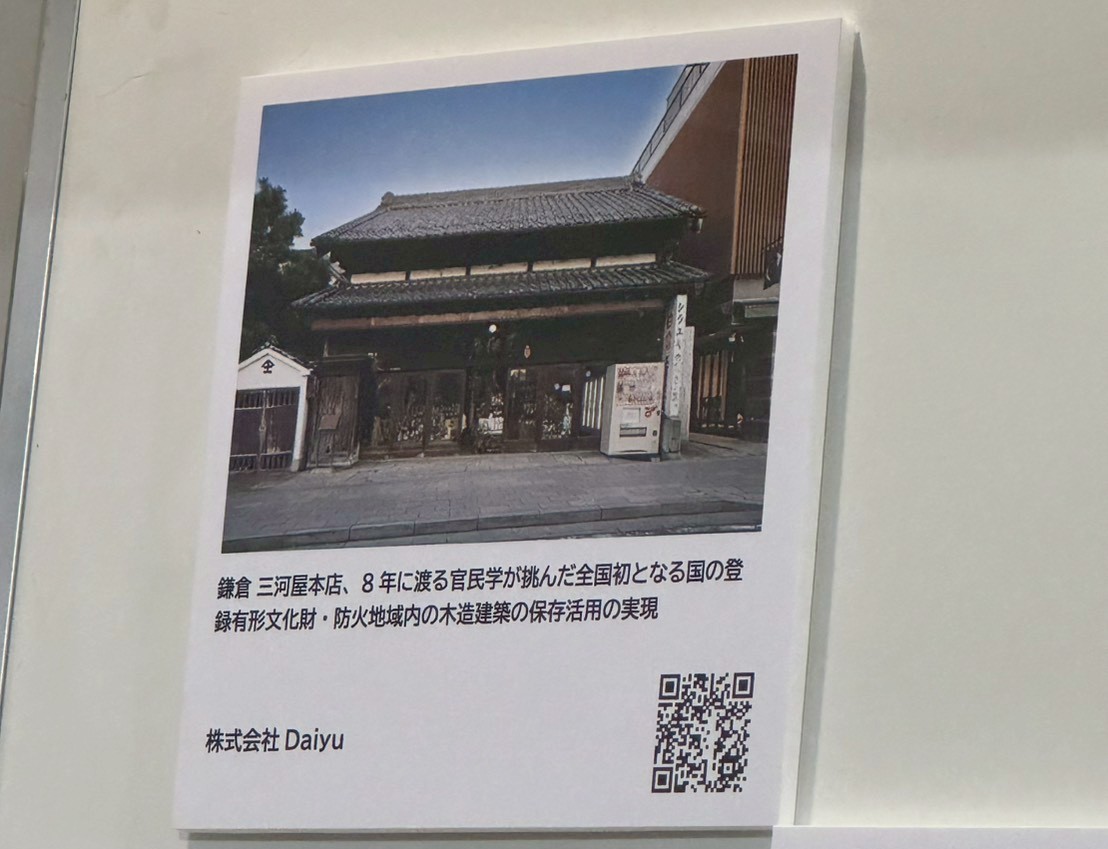 鎌倉 三河屋本店、8 年に渡る官民学が挑んだ全国初となる国の登
録有形文化財・防火地域内の木造建築の保存活用の実現
株式会社 Daiyu